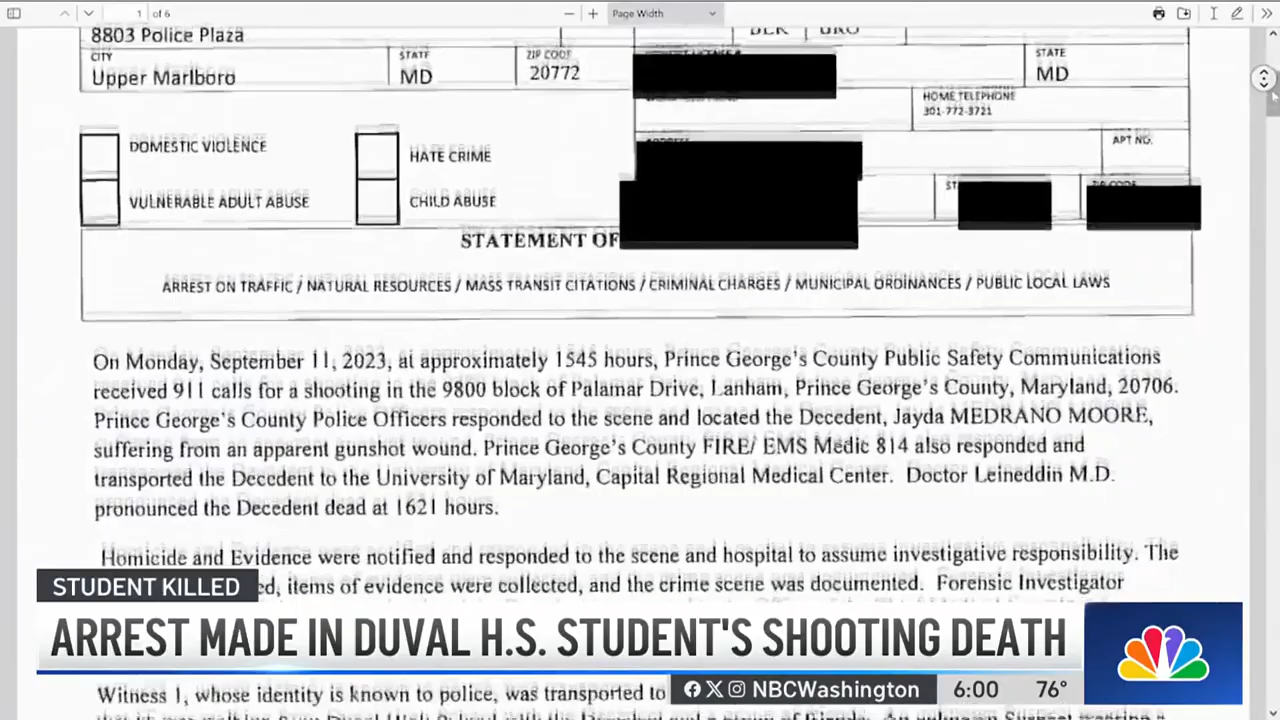 1 of 6
Page Width
8803 Police Plaza
CITY
STATE
ZIP CODE
STATE
Upper Marlboro
MD
20772
MD
HOME TELEPHONE
301-772-3721
DOMESTIC VIOLENCE
HATE CRIME
APT NO.
VULNERABLE ADULT ABUSE
CHILD ABUSE
ZIP CODE
STATEMENT OF
ARREST ON TRAFFIC / NATURAL RESOURCES / MASS TRANSIT CITATIONS / CRIMINAL CHARGES / MUNICIPAL ORDINANCES / PUBLIC LOCAL LAWS
On Monday, September 11, 2023, at approximately 1545 hours, Prince George's County Public Safety Communications
received 911 calls for a shooting in the 9800 block of Palamar Drive, Lanham, Prince George's County, Maryland, 20706.
Prince George's County Police Officers responded to the scene and located the Decedent, Jayda MEDRANO MOORE,
suffering from an apparent gunshot wound. Prince George's County FIRE/ EMS Medic 814 also responded and
transported the Decedent to the University of Maryland, Capital Regional Medical Center. Doctor Leineddin M.D.
pronounced the Decedent dead at 1621 hours.
Homicide and Evidence were notified and responded to the scene and hospital to assume investigative responsibility. The
items of evidence were collected, and the crime scene was documented. Forensic Investigator
STUDENT KILLED
ARREST MADE IN DUVAL H.S. STUDENT'S SHOOTING DEATH
Witness 1, whose identity is known to police, was transported to
NBCWashington
6:00
76°